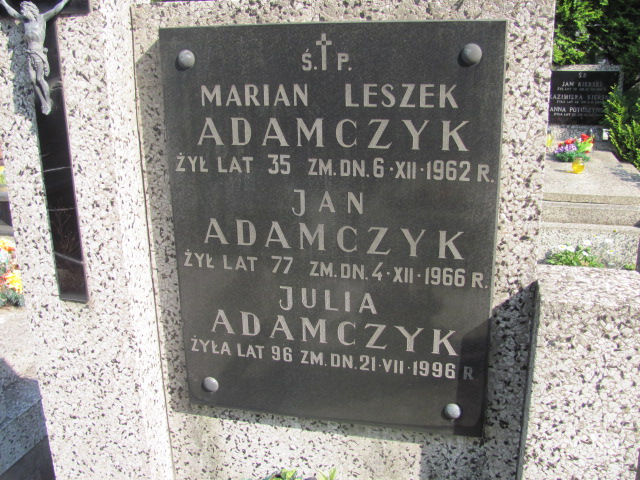 Ś. P.
MARIAN LESZEK
ADAMCZYK
ŻYŁ LAT 35 ZM.DN.6·XII·1962 R.
JAN
ADAMCZYK
ŻYŁ LAT 77 ZM.DN.4·XII·1966 R.
JULIA
ADAMCZYK
ŻYŁA LAT 96 ZM.DN.21·VII·1996 R
JAN